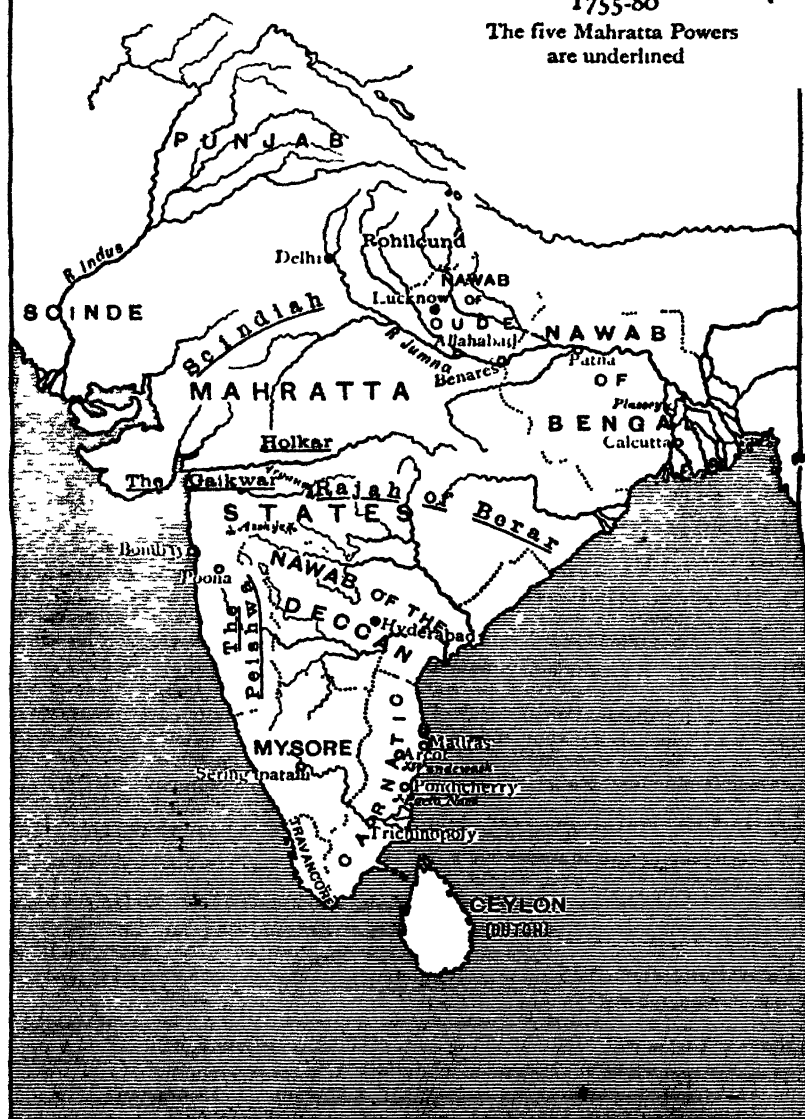 1755-80
The five Mahratta Powers
are underlined
PUNJAB
R Indus
Delhi
Rohilcund
SCINDE
NAWAB
OF
OUDE
Lucknow
Scindiah
R Jumna
Allahabad
Benares
NAWAB
OF
BENGAL
Patna
Plassey
Calcutta
MAHRATTA
Holkar
The Gaikwar
Rajah of Berar
STATES
Bombay
Poona
The
Peishwa
NAWAB OF THE
DECCAN
Hyderabad
MYSORE
Seringapatam
CARNATIC
Madras
Arcot
Wandewash
Pondicherry
Trichinopoly
TRAVANCORE
CEYLON
(DUTCH)